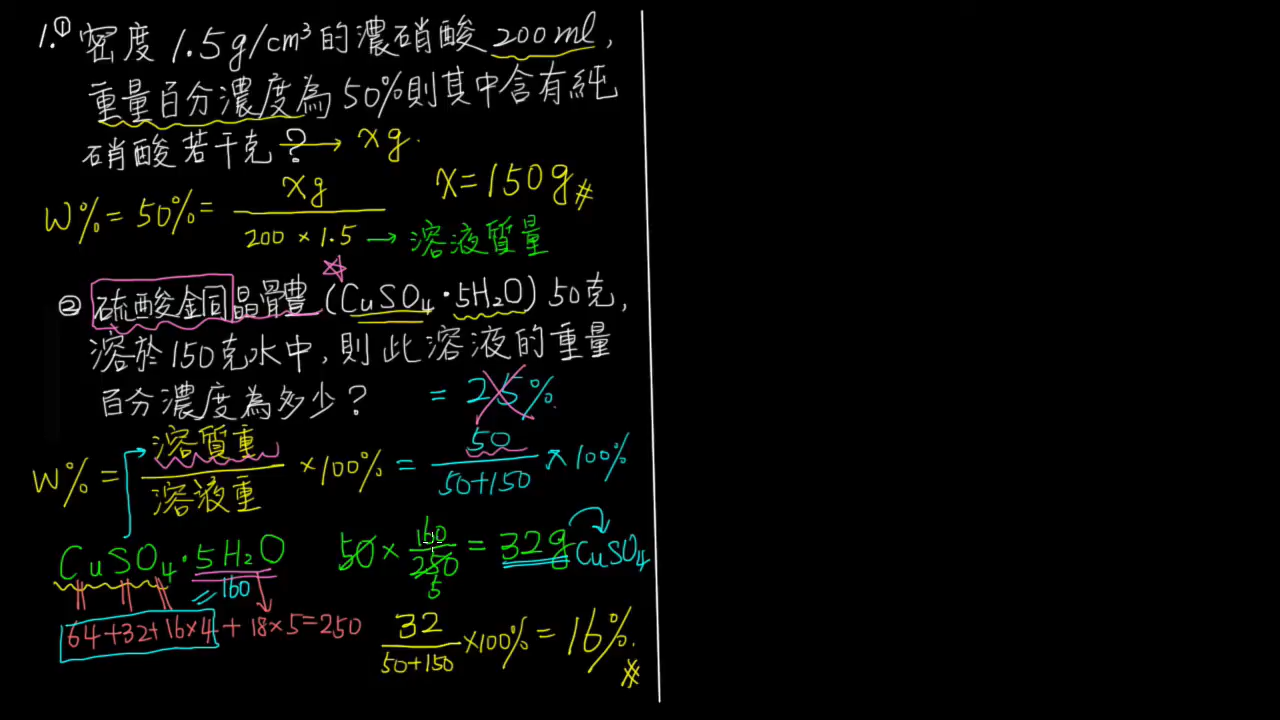 1.① 密度 1.5g/cm³的濃硝酸 200ml,
重量百分濃度為 50%則其中含有純
硝酸若干克? → xg.
W%= 50%= xg / 200 × 1.5 → 溶液質量
x=150g#
② 硫酸銅晶體 (CuSO₄·5H₂O) 50克,
溶於150克水中, 則此溶液的重量
百分濃度為多少? = 25%.
W% = 溶質重 / 溶液重 ×100% = 50 / 50+150 × 100%
CuSO₄·5H₂O
160
64+32+16×4 + 18×5=250
50 × 160 / 250 = 32g CuSO₄
5
32 / 50+150 ×100% = 16%.